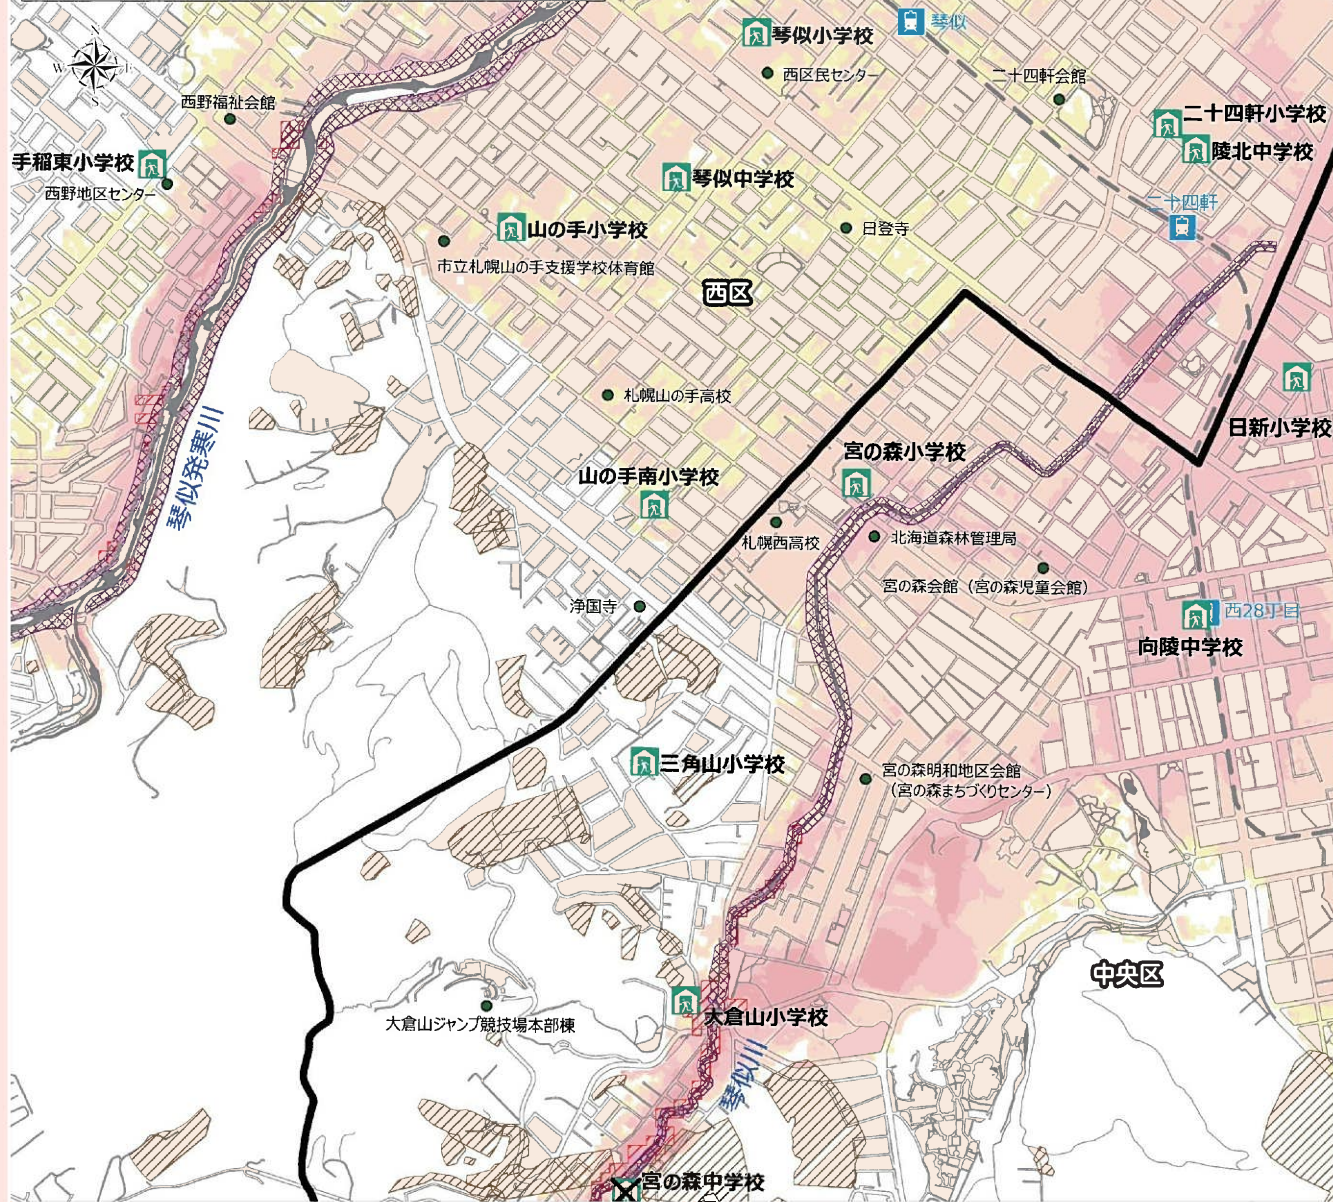 琴似小学校
琴似
西区民センター
二十四軒会館
N
W
E
S
西野福祉会館
二十四軒小学校
陵北中学校
手稲東小学校
西野地区センター
琴似中学校
二十四軒
山の手小学校
日登寺
市立札幌山の手支援学校体育館
西区
札幌山の手高校
日新小学校
琴似発寒川
宮の森小学校
山の手南小学校
札幌西高校
北海道森林管理局
宮の森会館（宮の森児童会館）
浄国寺
西28丁目
向陵中学校
三角山小学校
宮の森明和地区会館
（宮の森まちづくりセンター）
中央区
大倉山小学校
大倉山ジャンプ競技場本部棟
琴似川
宮の森中学校